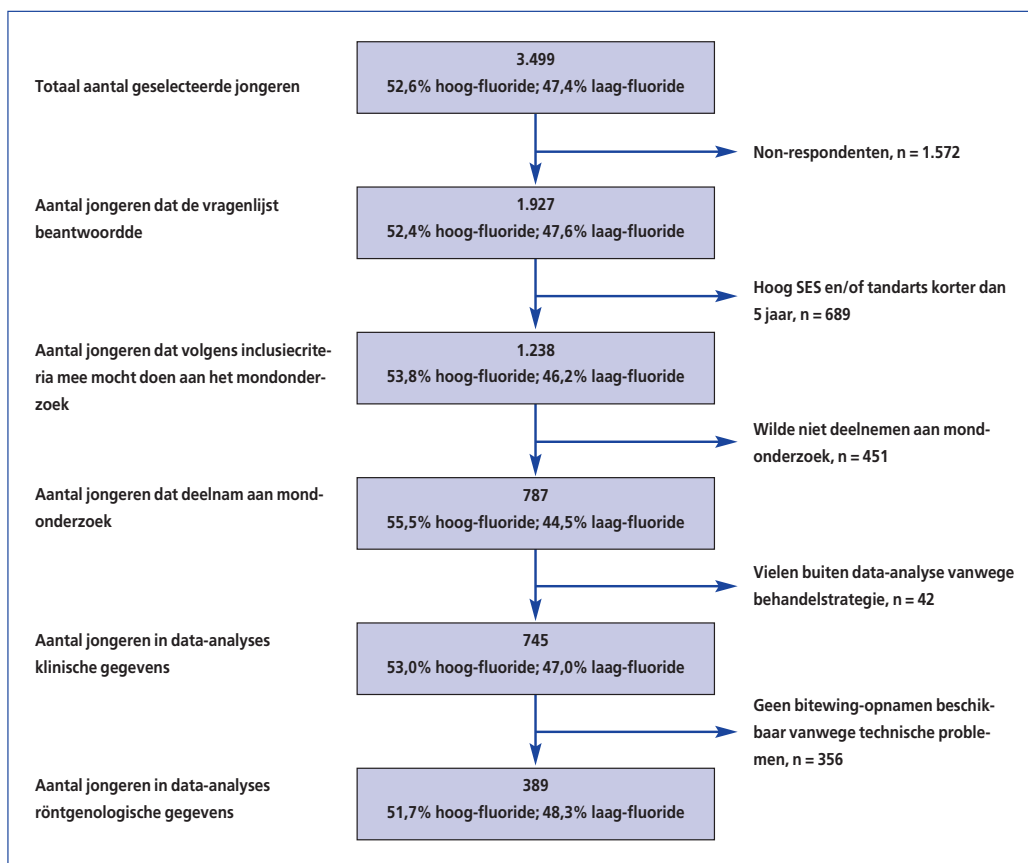 3.499
Totaal aantal geselecteerde jongeren
52,6% hoog-fluoride; 47,4% laag-fluoride
Non-respondenten, n = 1.572
Aantal jongeren dat de vragenlijst
beantwoordde
1.927
52,4% hoog-fluoride; 47,6% laag-fluoride
Hoog SES en/of tandarts korter dan
5 jaar, n = 689
Aantal jongeren dat volgens inclusiecrite-
ria mee mocht doen aan het mondonder-
zoek
1.238
53,8% hoog-fluoride; 46,2% laag-fluoride
Wilde niet deelnemen aan mond-
onderzoek, n = 451
Aantal jongeren dat deelnam aan mond-
onderzoek
787
55,5% hoog-fluoride; 44,5% laag-fluoride
Vielen buiten data-analyse vanwege
behandelstrategie, n = 42
Aantal jongeren in data-analyses
klinische gegevens
745
53,0% hoog-fluoride; 47,0% laag-fluoride
Geen bitewing-opnamen beschik-
baar vanwege technische proble-
men, n = 356
Aantal jongeren in data-analyses
röntgenologische gegevens
389
51,7% hoog-fluoride; 48,3% laag-fluoride